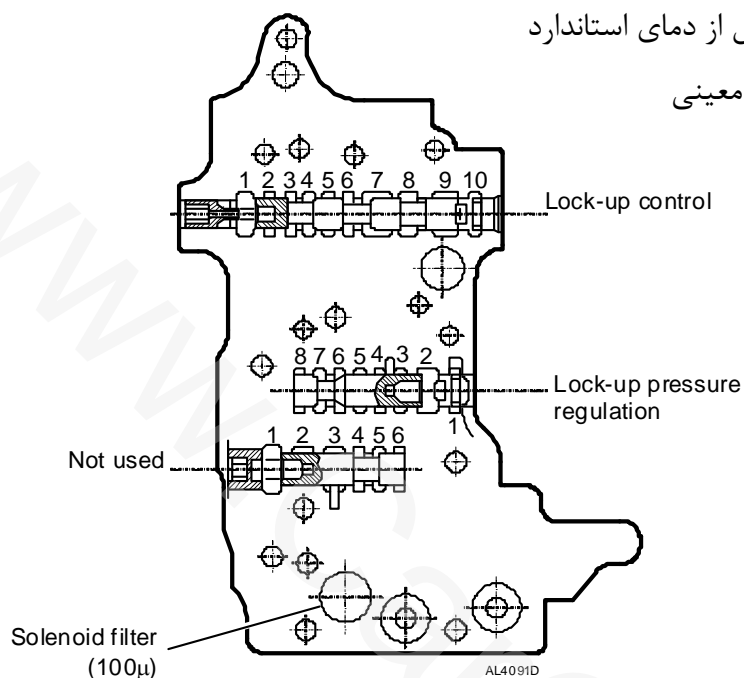 از دمای استاندارد
معینی
1 2 3 4 5 6 7 8 9 10
Lock-up control
8 7 6 5 4 3 2
1
Lock-up pressure
regulation
1 2 3 4 5 6
Not used
Solenoid filter
(100µ)
AL4091D
www.ca